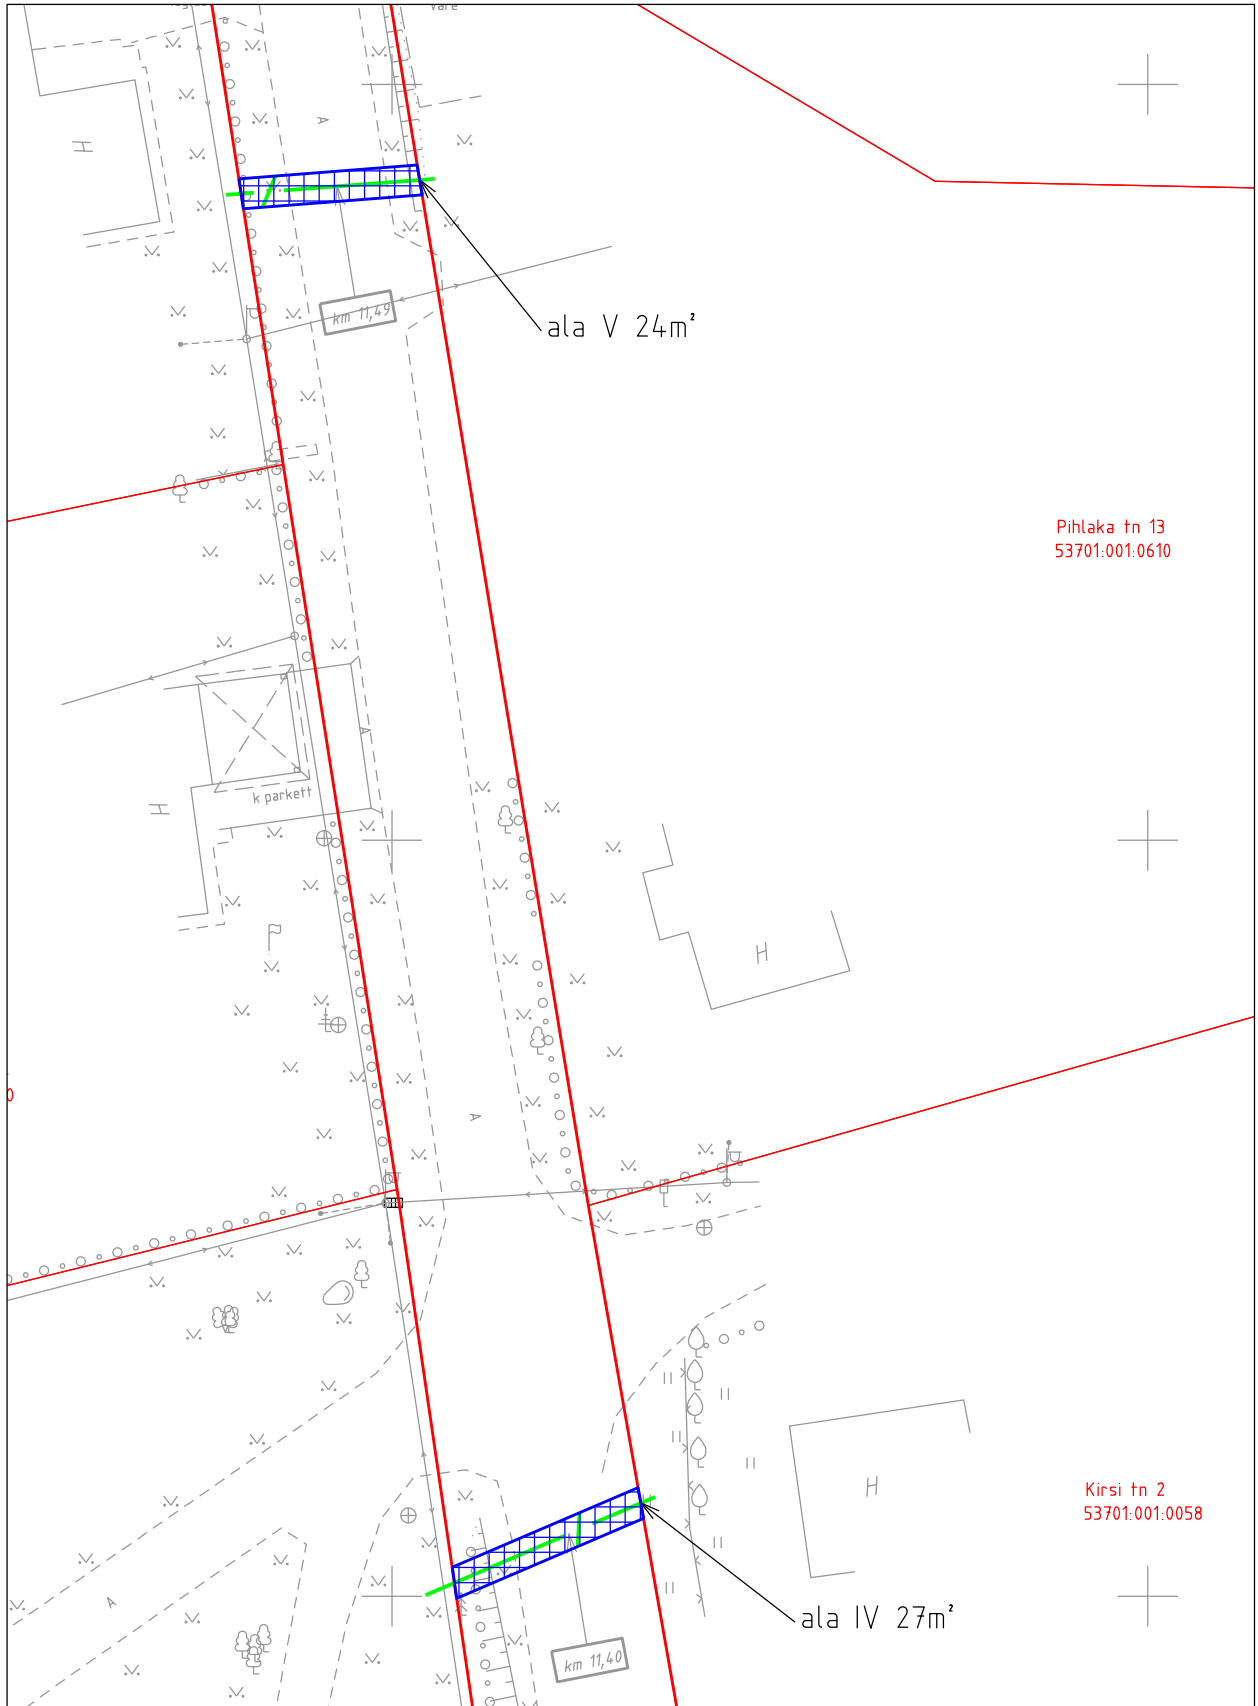 Vare
H
A
km 11,49
ala V 24m²
Pihlaka tn 13
53701:001:0610
A
k parkett
H
H
A
Kirsi tn 2
53701:001:0058
H
A
ala IV 27m²
km 11,40